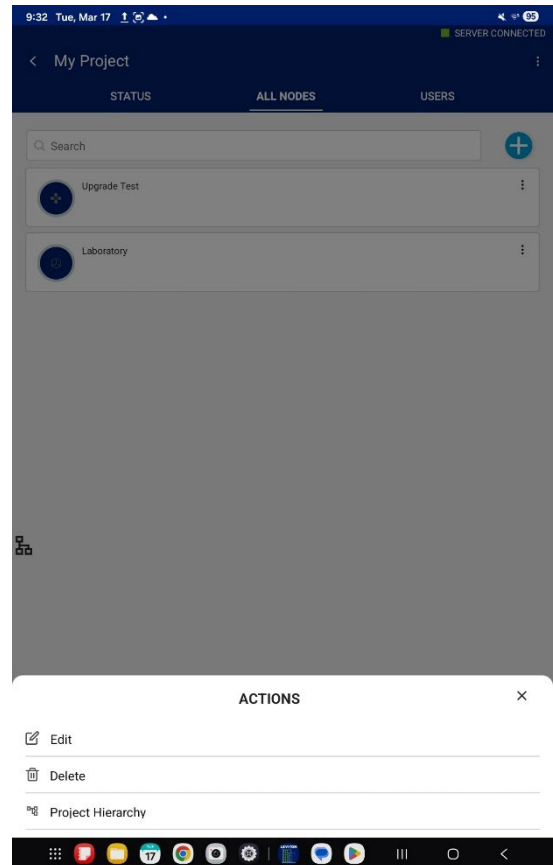 9:32 Tue, Mar 17
95
SERVER CONNECTED
My Project
STATUS ALL NODES USERS
Search
Upgrade Test
Laboratory
ACTIONS
Edit
Delete
Project Hierarchy
17
LEVITON